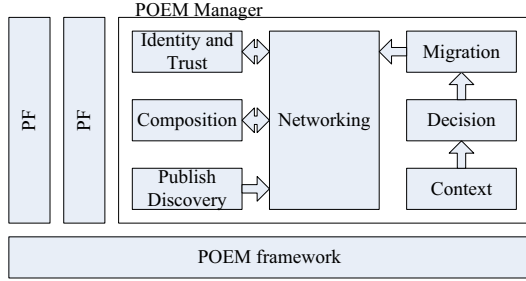 POEM Manager
PF
PF
Identity and
Trust
Networking
Migration
Composition
Decision
Publish
Discovery
Context
POEM framework